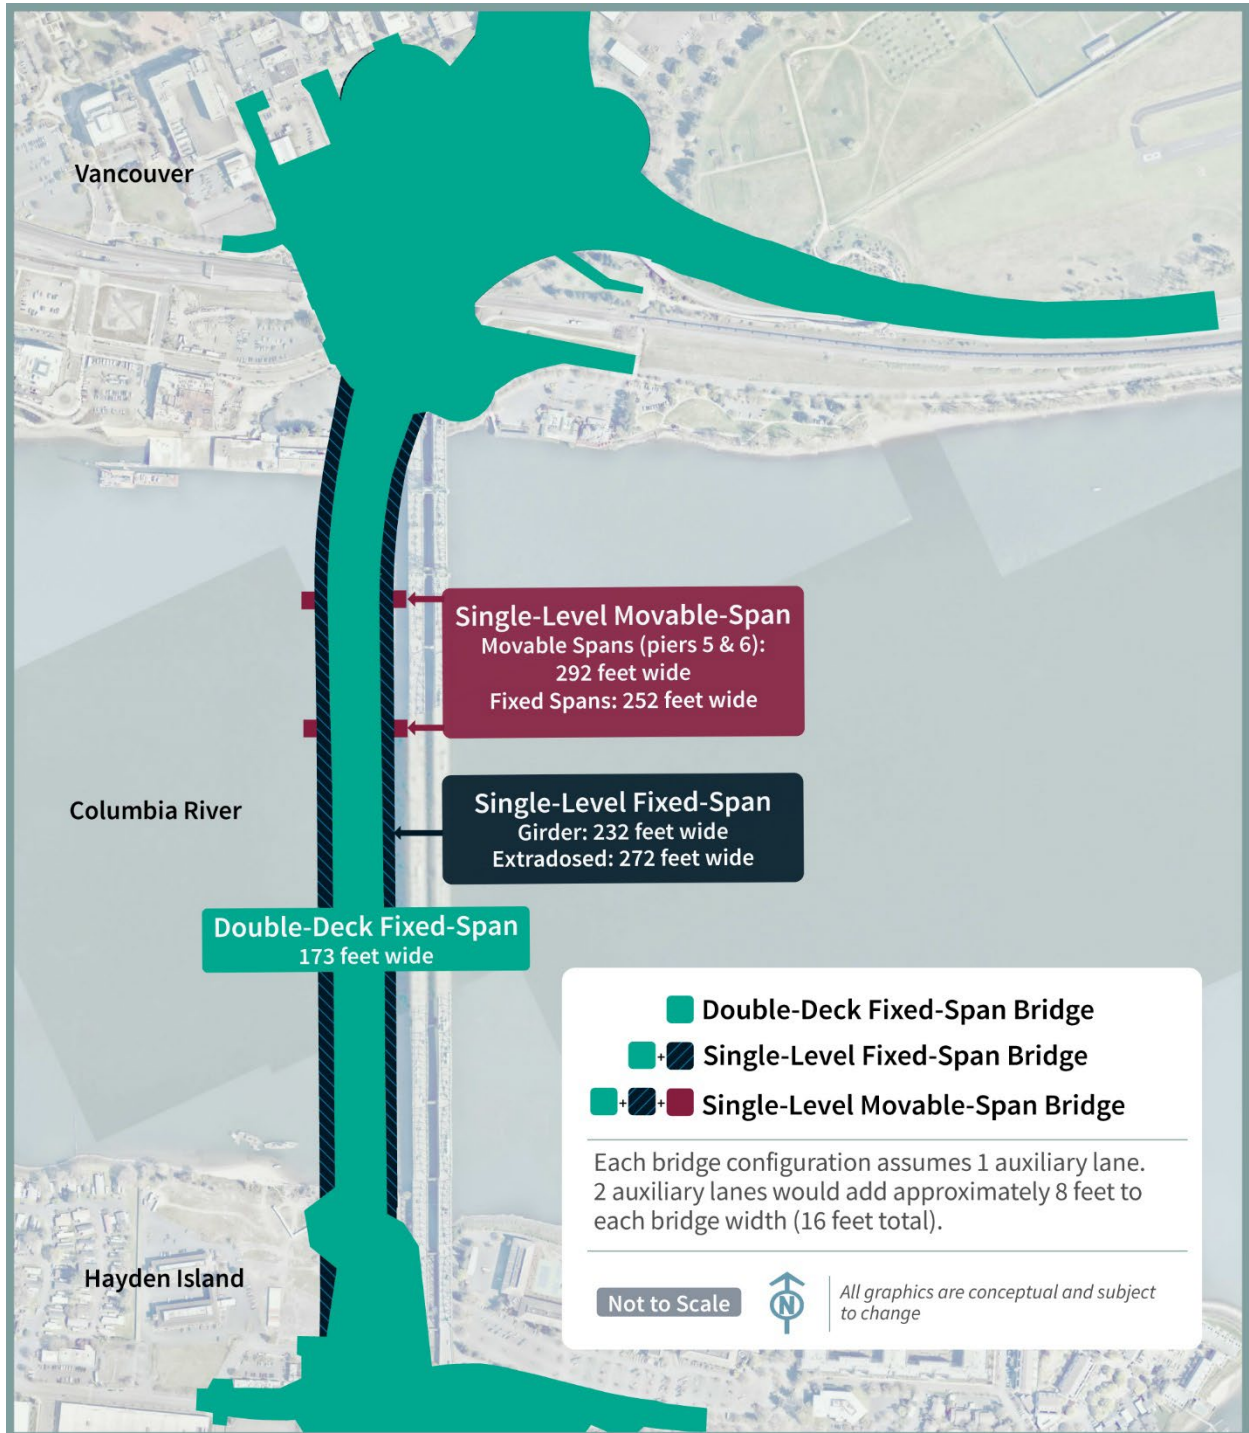 Vancouver
Single-Level Movable-Span
Movable Spans (piers 5 & 6):
292 feet wide
Fixed Spans: 252 feet wide
Columbia River
Single-Level Fixed-Span
Girder: 232 feet wide
Extradosed: 272 feet wide
Double-Deck Fixed-Span
173 feet wide
Double-Deck Fixed-Span Bridge
+ Single-Level Fixed-Span Bridge
+ + Single-Level Movable-Span Bridge
Each bridge configuration assumes 1 auxiliary lane.
2 auxiliary lanes would add approximately 8 feet to
each bridge width (16 feet total).
Hayden Island
Not to Scale
N
All graphics are conceptual and subject
to change